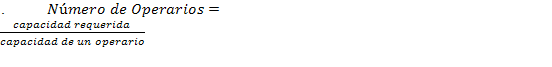 . Número de Operarios =
capacidad requerida
capacidad de un operario